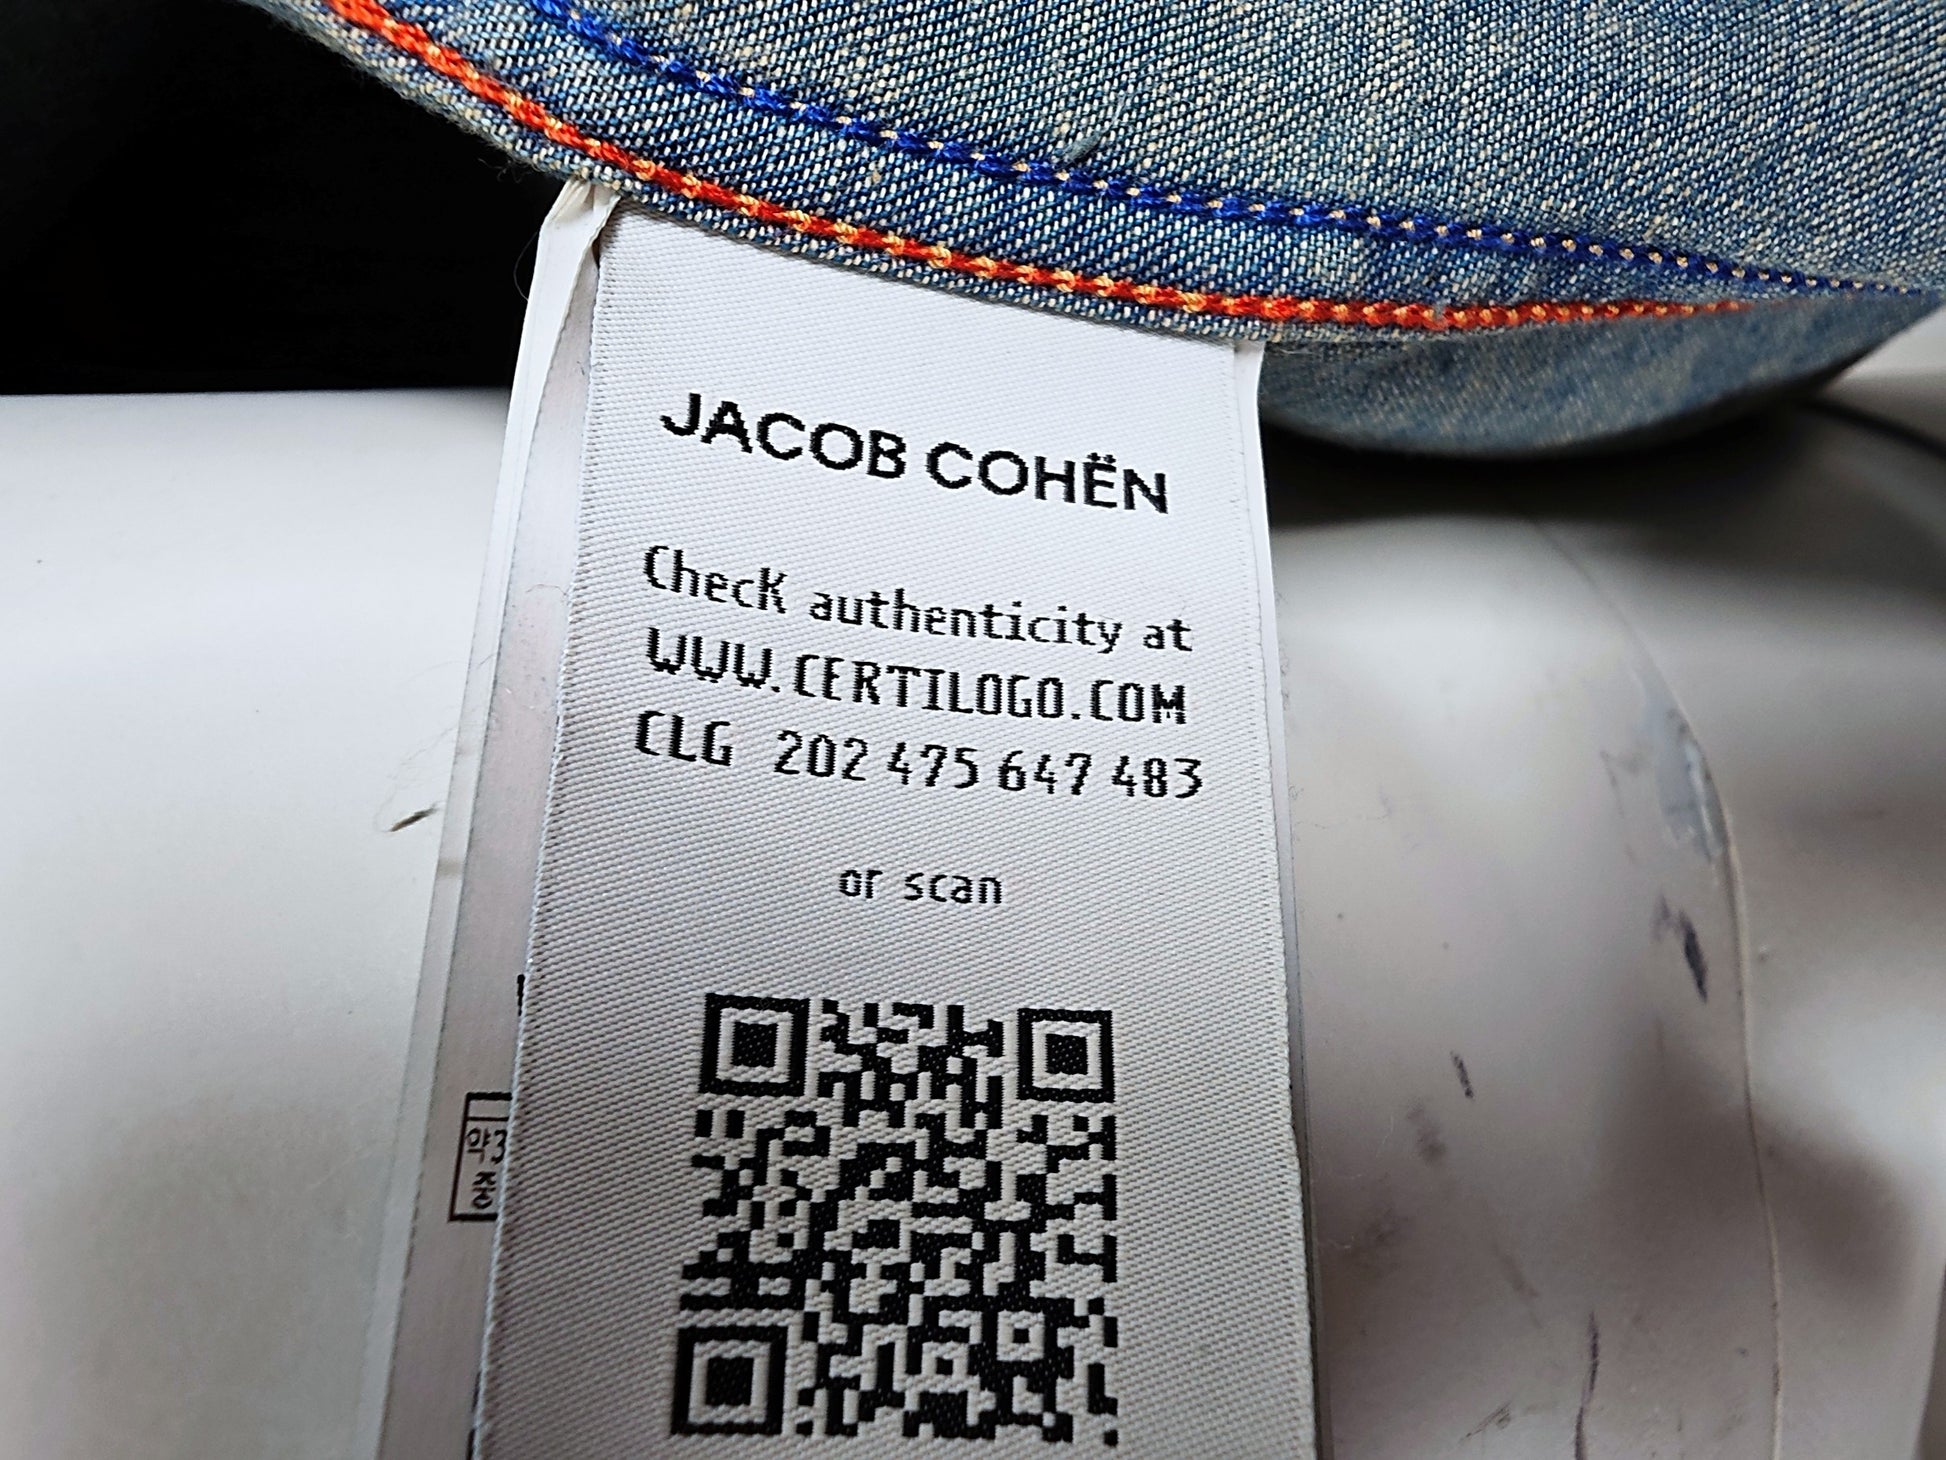 JACOB COHËN
Check authenticity at
WWW.CERTILOGO.COM
CLG 202 475 647 483
or scan